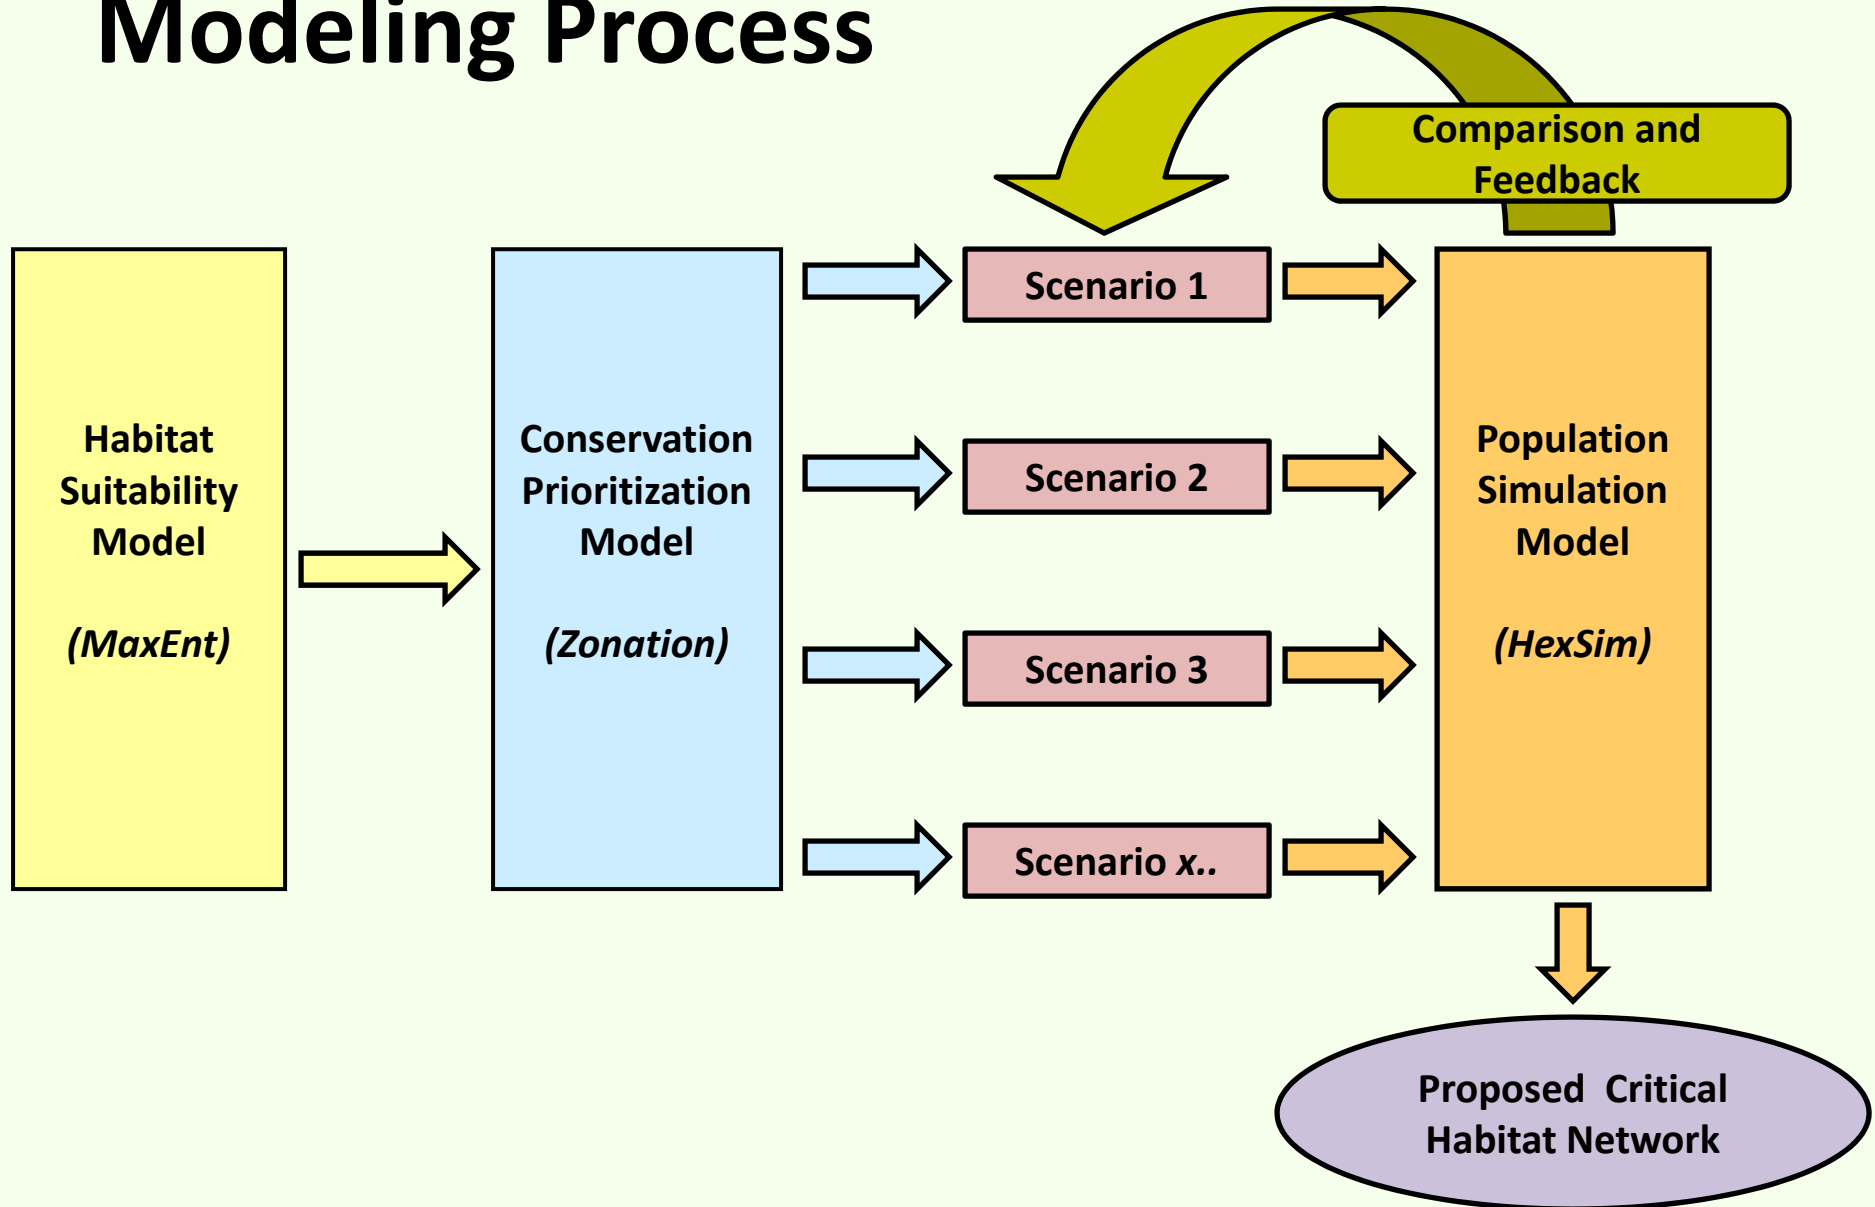 Modeling Process
Comparison and
Feedback
Habitat
Suitability
Model
(MaxEnt)
Conservation
Prioritization
Model
(Zonation)
Scenario 1
Scenario 2
Scenario 3
Scenario x..
Population
Simulation
Model
(HexSim)
Proposed  Critical
Habitat Network